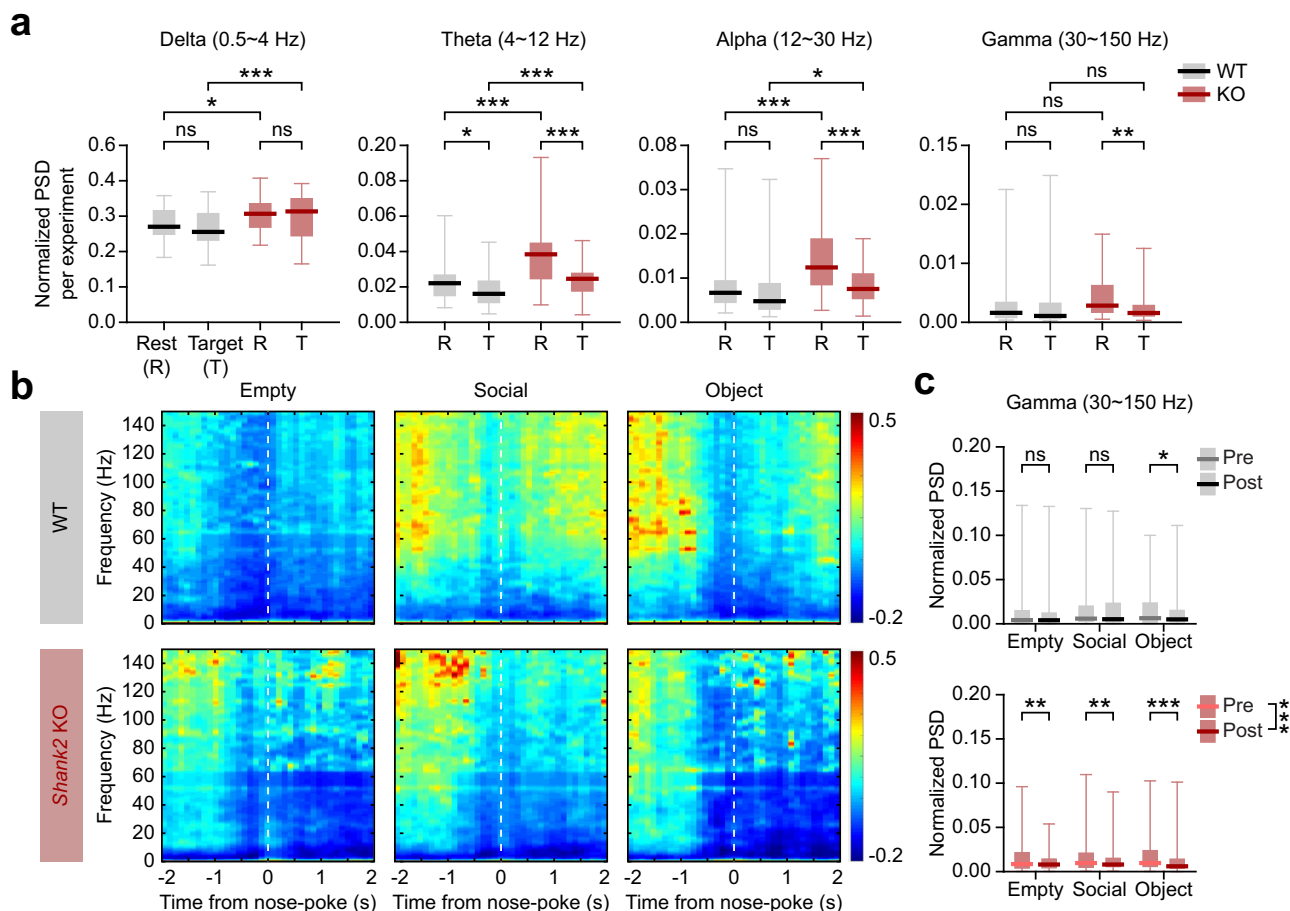 a
Delta (0.5~4 Hz)
Theta (4~12 Hz)
Alpha (12~30 Hz)
Gamma (30~150 Hz)
WT
KO
***
*
ns
ns
***
***
*
***
*
***
ns
***
ns
ns
ns
**
Normalized PSD
per experiment
0.6
0.4
0.3
0.2
0.1
0.0
0.20
0.06
0.04
0.02
0.00
0.08
0.03
0.02
0.01
0.00
0.15
0.02
0.01
0.00
Rest
(R)
Target
(T)
R
T
R
T
R
T
R
T
R
T
R
T
R
T
b
Empty
Social
Object
WT
Frequency (Hz)
140
120
100
80
60
40
20
0
0.5
-0.2
Shank2 KO
Frequency (Hz)
140
120
100
80
60
40
20
0
0.5
-0.2
-2
-1
0
1
2
-2
-1
0
1
2
-2
-1
0
1
2
Time from nose-poke (s)
Time from nose-poke (s)
Time from nose-poke (s)
c
Gamma (30~150 Hz)
Normalized PSD
0.20
0.15
0.10
0.05
0.00
ns
ns
*
Pre
Post
Empty
Social
Object
Normalized PSD
0.20
0.15
0.10
0.05
0.00
**
**
***
Pre
Post
***
Empty
Social
Object